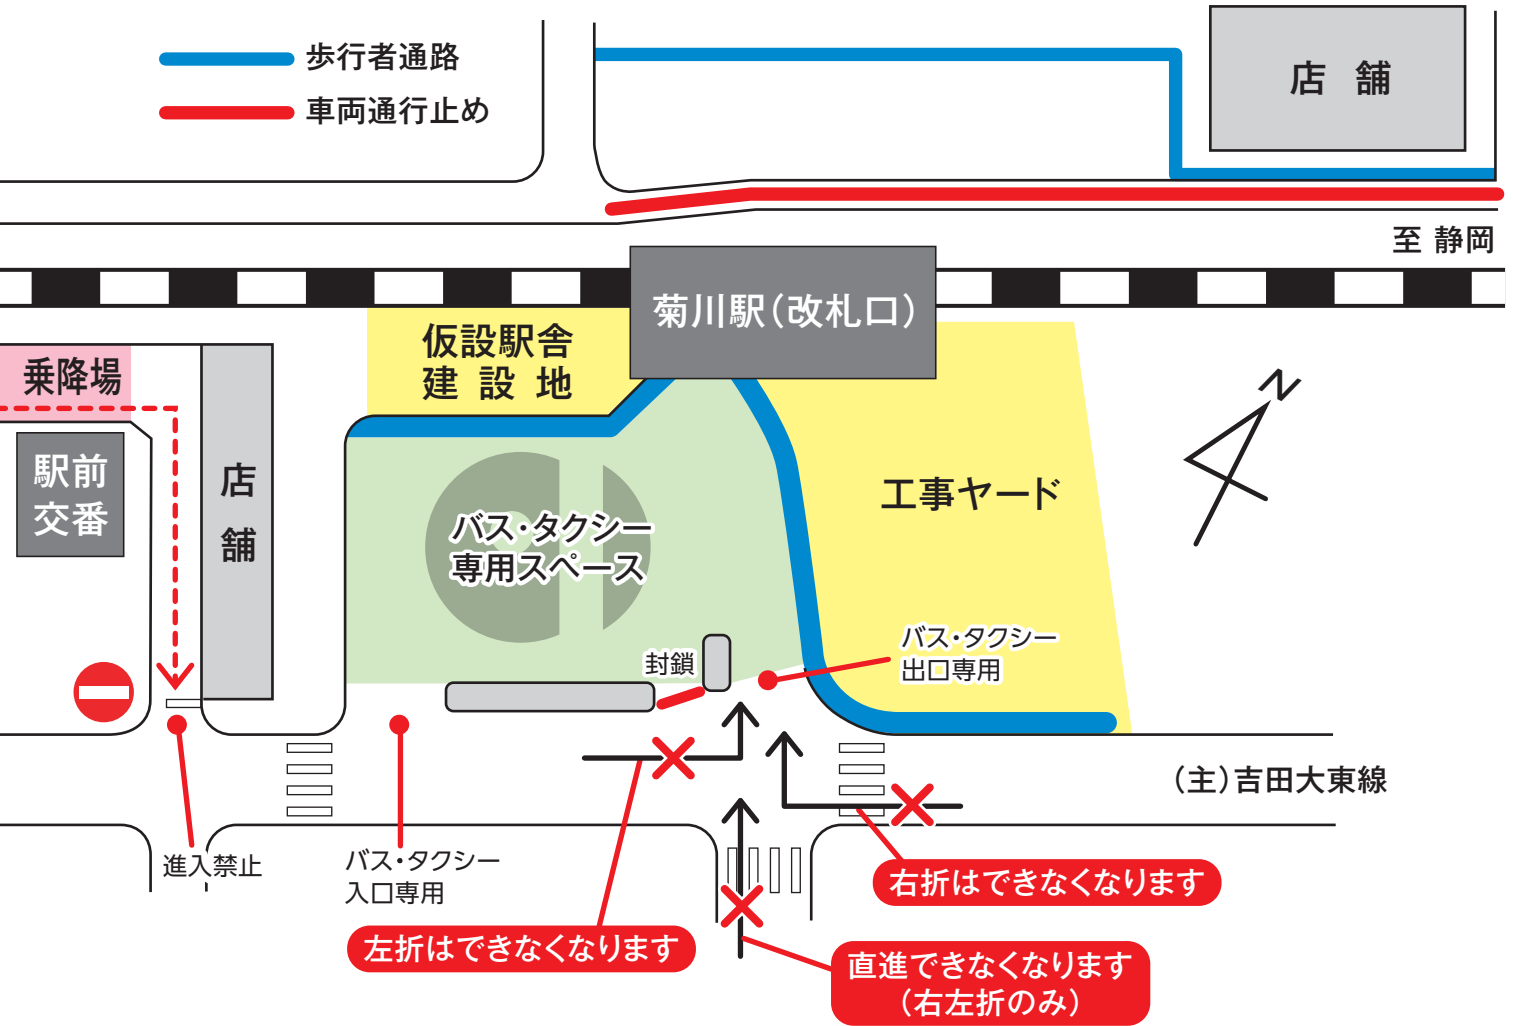 歩行者通路
車両通行止め
店 舗
至 静岡
菊川駅(改札口)
仮設駅舎
建 設 地
乗降場
駅前
交番
店
舗
工事ヤード
バス・タクシー
専用スペース
N
封鎖
バス・タクシー
出口専用
(主)吉田大東線
進入禁止
バス・タクシー
入口専用
右折はできなくなります
左折はできなくなります
直進できなくなります
(右左折のみ)